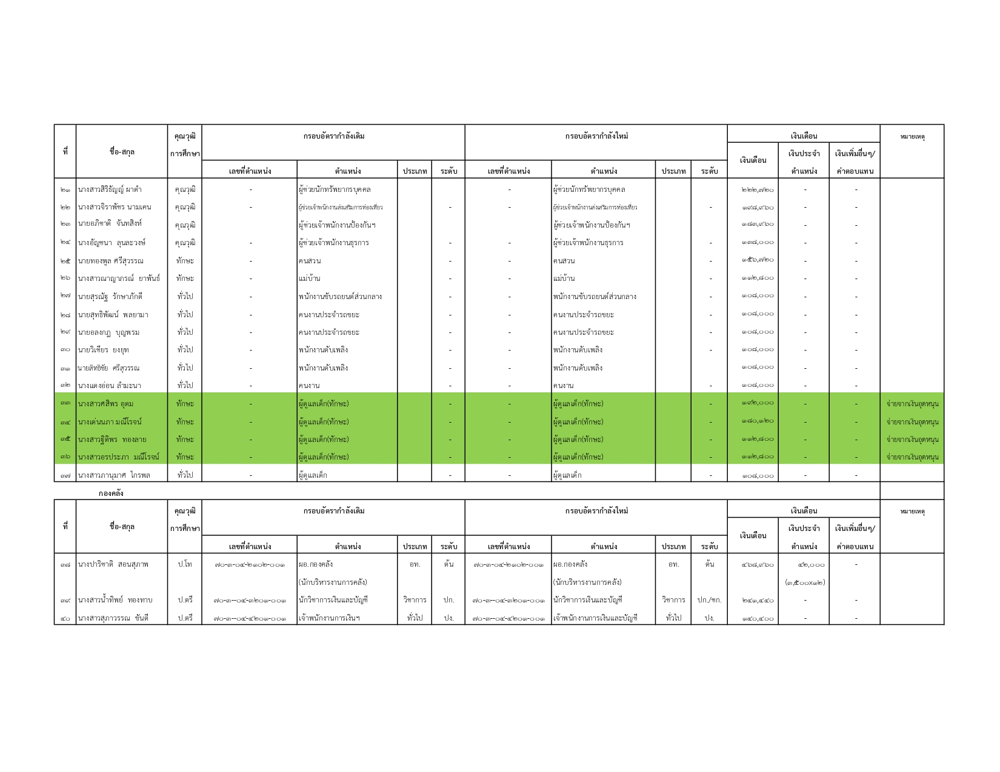 ที่ ชื่อ-สกุล คุณวุฒิ การศึกษา กรอบอัตรากำลังเดิม กรอบอัตรากำลังใหม่ เงินเดือน หมายเหตุ
เลขที่ตำแหน่ง ตำแหน่ง ประเภท ระดับ เลขที่ตำแหน่ง ตำแหน่ง ประเภท ระดับ เงินเดือน เงินประจำ ตำแหน่ง เงินเพิ่มอื่นๆ/ ค่าตอบแทน
๒๑ นางสาวสิริธัญญ์ ผาดำ คุณวุฒิ - ผู้ช่วยนักทรัพยากรบุคคล - ผู้ช่วยนักทรัพยากรบุคคล ๒๒๒,๗๒๐ - -
๒๒ นางสาวจิราพัชร นามเคน คุณวุฒิ - ผู้ช่วยเจ้าพนักงานส่งเสริมการท่องเที่ยว - - ผู้ช่วยเจ้าพนักงานส่งเสริมการท่องเที่ยว - ๑๙๘,๙๖๐ - -
๒๓ นายอภิชาติ จันทสิงห์ คุณวุฒิ ผู้ช่วยเจ้าพนักงานป้องกันฯ ผู้ช่วยเจ้าพนักงานป้องกันฯ ๑๘๓,๙๖๐ - -
๒๔ นางอัญชนา ลุนละวงษ์ คุณวุฒิ - ผู้ช่วยเจ้าพนักงานธุรการ - - ผู้ช่วยเจ้าพนักงานธุรการ - ๑๓๘,๐๐๐ - -
๒๕ นายทองพูล ศรีสุวรรณ ทักษะ - คนสวน - - คนสวน - ๑๕๖,๗๒๐ - -
๒๖ นางสาวณาญาภรณ์ ยาพันธ์ ทักษะ - แม่บ้าน - - แม่บ้าน - ๑๑๒,๘๐๐ - -
๒๗ นายสุรณัฐ รักษาภักดี ทั่วไป - พนักงานขับรถยนต์ส่วนกลาง - - พนักงานขับรถยนต์ส่วนกลาง - ๑๐๘,๐๐๐ - -
๒๘ นายสุทธิพัฒน์ พลยามา ทั่วไป - คนงานประจำรถขยะ - - คนงานประจำรถขยะ - ๑๐๘,๐๐๐ - -
๒๙ นายอลงกฎ บุญพรม ทั่วไป - คนงานประจำรถขยะ - - คนงานประจำรถขยะ - ๑๐๘,๐๐๐ - -
๓๐ นายวิเชียร ยงยุท ทั่วไป - พนักงานดับเพลิง - - พนักงานดับเพลิง - ๑๐๘,๐๐๐ - -
๓๑ นายสิทธิชัย ศรีสุวรรณ ทั่วไป - พนักงานดับเพลิง - - พนักงานดับเพลิง ๑๐๘,๐๐๐ - -
๓๒ นางแดงอ่อน ลำมะนา ทั่วไป - คนงาน - - คนงาน - ๑๐๘,๐๐๐ - -
๓๓ นางสาวศสิพร อุดม ทักษะ - ผู้ดูแลเด็ก(ทักษะ) - - ผู้ดูแลเด็ก(ทักษะ) - ๑๙๒,๐๐๐ - - จ่ายจากเงินอุดหนุน
๓๔ นางเด่นนภา มณีโรจน์ ทักษะ - ผู้ดูแลเด็ก(ทักษะ) - - ผู้ดูแลเด็ก(ทักษะ) - ๑๘๐,๑๒๐ - - จ่ายจากเงินอุดหนุน
๓๕ นางสาวฐิติพร ทองลาย ทักษะ - ผู้ดูแลเด็ก(ทักษะ) - - ผู้ดูแลเด็ก(ทักษะ) - ๑๑๒,๘๐๐ - - จ่ายจากเงินอุดหนุน
๓๖ นางสาวอรประภา มณีโรจน์ ทักษะ - ผู้ดูแลเด็ก(ทักษะ) - - ผู้ดูแลเด็ก(ทักษะ) - ๑๑๒,๘๐๐ - - จ่ายจากเงินอุดหนุน
๓๗ นางสาวภานุมาศ ไกรพล ทั่วไป - ผู้ดูแลเด็ก - - ผู้ดูแลเด็ก - ๑๐๘,๐๐๐ - -
กองคลัง
ที่ ชื่อ-สกุล คุณวุฒิ การศึกษา กรอบอัตรากำลังเดิม กรอบอัตรากำลังใหม่ เงินเดือน หมายเหตุ
เลขที่ตำแหน่ง ตำแหน่ง ประเภท ระดับ เลขที่ตำแหน่ง ตำแหน่ง ประเภท ระดับ เงินเดือน เงินประจำ ตำแหน่ง เงินเพิ่มอื่นๆ/ ค่าตอบแทน
๓๘ นางปาริชาติ สอนสุภาพ ป.โท ๗๐-๓-๐๔-๒๑๐๒-๐๐๑ ผอ.กองคลัง อท. ต้น ๗๐-๓-๐๔-๒๑๐๒-๐๐๑ ผอ.กองคลัง อท. ต้น ๔๖๘,๙๖๐ ๔๒,๐๐๐ -
(นักบริหารงานการคลัง) (นักบริหารงานการคลัง) (๓,๕๐๐x๑๒)
๓๙ นางสาวน้ำทิพย์ ทองทาบ ป.ตรี ๗๐-๓--๐๔-๓๒๐๑-๐๐๑ นักวิชาการเงินและบัญชี วิชาการ ปก. ๗๐-๓--๐๔-๓๒๐๑-๐๐๑ นักวิชาการเงินและบัญชี วิชาการ ปก./ชก. ๒๔๑,๔๔๐ - -
๔๐ นางสาวสุภาวรรณ ขันตี ป.ตรี ๗๐-๓--๐๔-๔๒๐๑-๐๐๑ เจ้าพนักงานการเงินฯ ทั่วไป ปง. ๗๐-๓--๐๔-๔๒๐๑-๐๐๑ เจ้าพนักงานการเงินและบัญชี ทั่วไป ปง. ๑๔๐,๔๐๐ - -